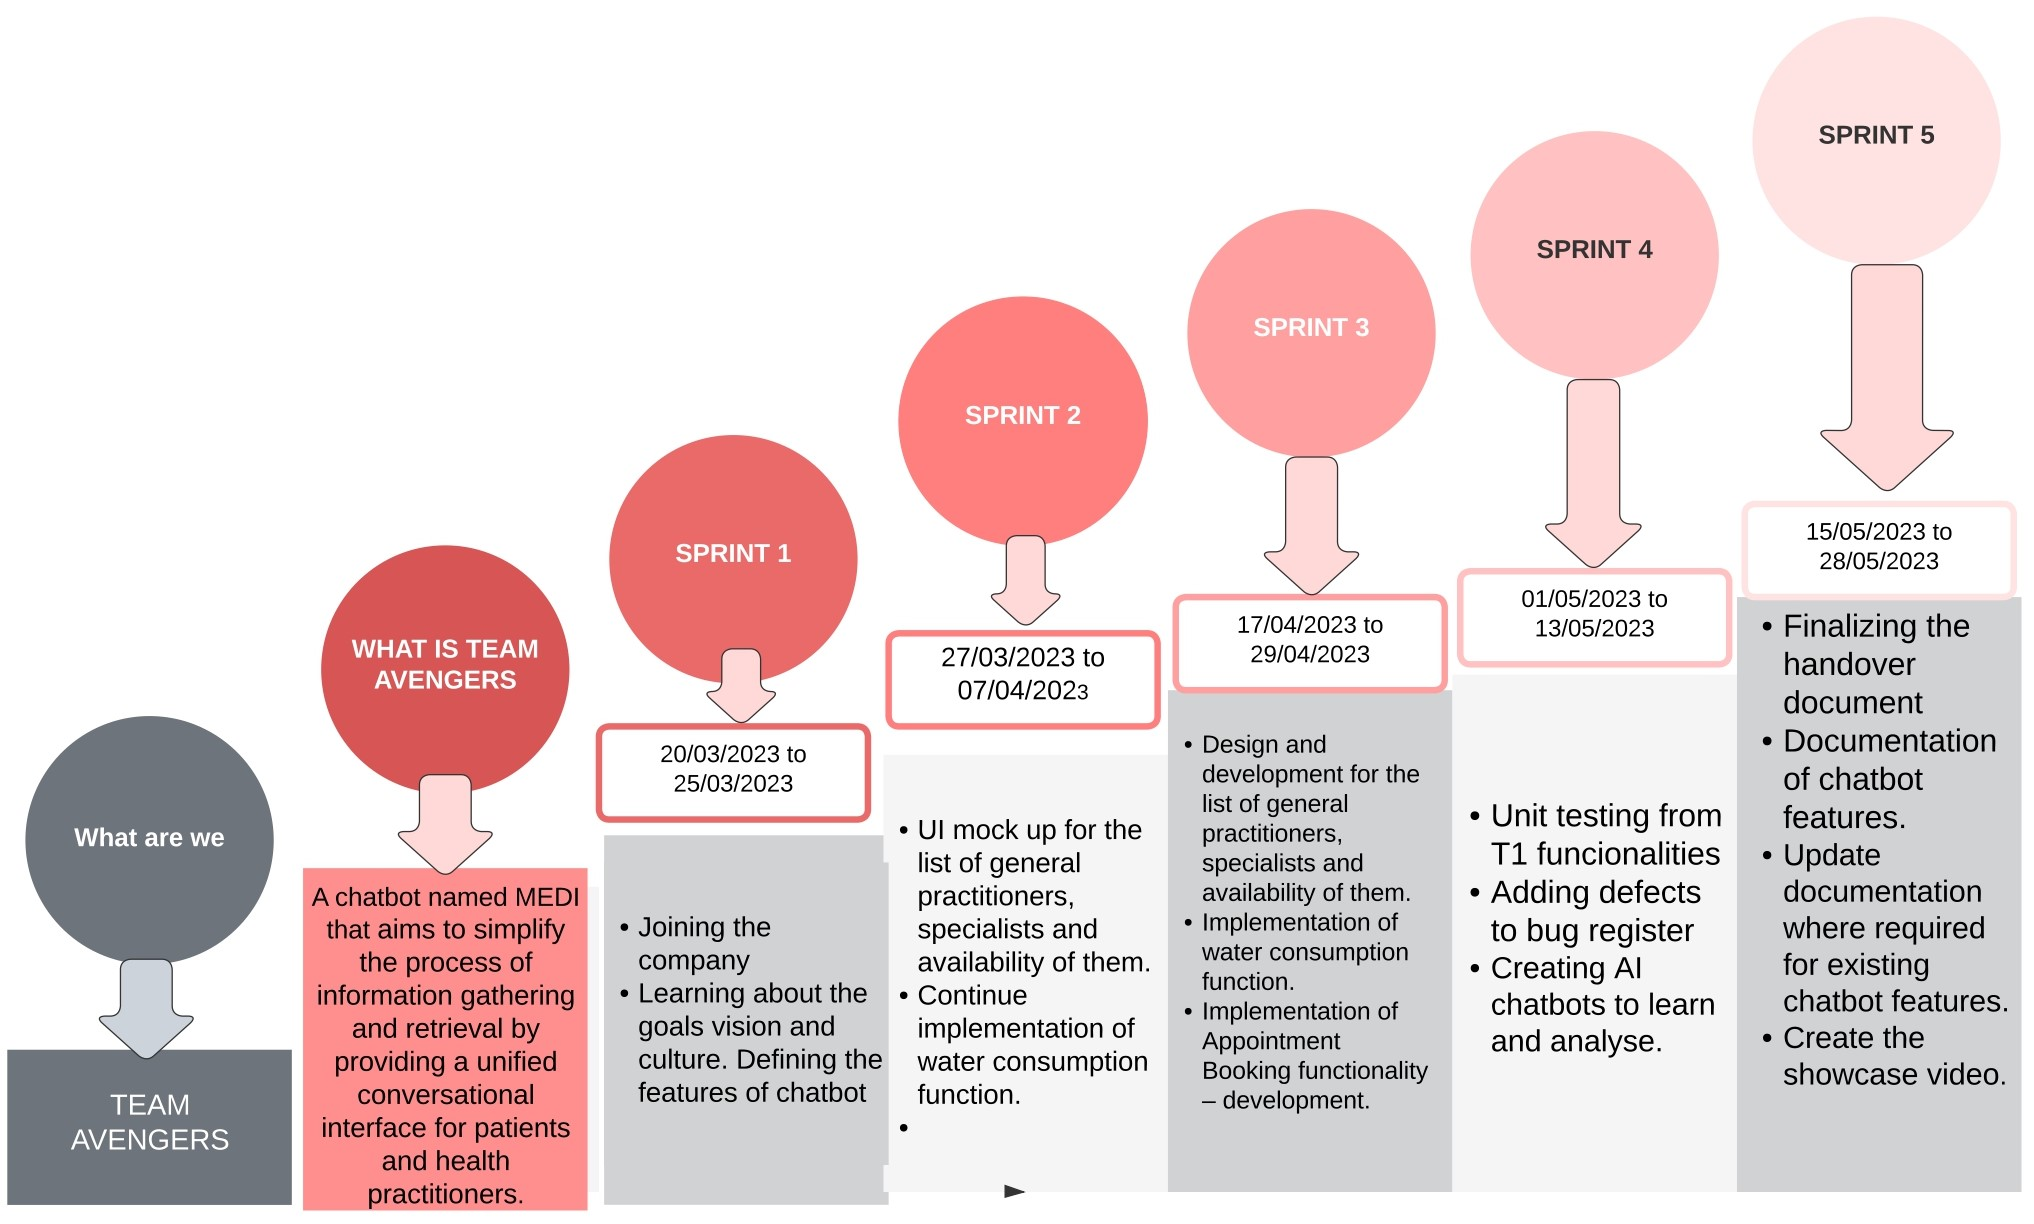 What are we
TEAM
AVENGERS
WHAT IS TEAM
AVENGERS
A chatbot named MEDI
that aims to simplify
the process of
information gathering
and retrieval by
providing a unified
conversational
interface for patients
and health
practitioners.
SPRINT 1
20/03/2023 to
25/03/2023
• Joining the
company
• Learning about the
goals vision and
culture. Defining the
features of chatbot
SPRINT 2
27/03/2023 to
07/04/2023
• UI mock up for the
list of general
practitioners,
specialists and
availability of them.
• Continue
implementation of
water consumption
function.
•
SPRINT 3
17/04/2023 to
29/04/2023
• Design and
development for the
list of general
practitioners,
specialists and
availability of them.
• Implementation of
water consumption
function.
• Implementation of
Appointment
Booking functionality
– development.
SPRINT 4
01/05/2023 to
13/05/2023
• Unit testing from
T1 funcionalities
• Adding defects
to bug register
• Creating AI
chatbots to learn
and analyse.
SPRINT 5
15/05/2023 to
28/05/2023
• Finalizing the
handover
document
• Documentation
of chatbot
features.
• Update
documentation
where required
for existing
chatbot features.
• Create the
showcase video.